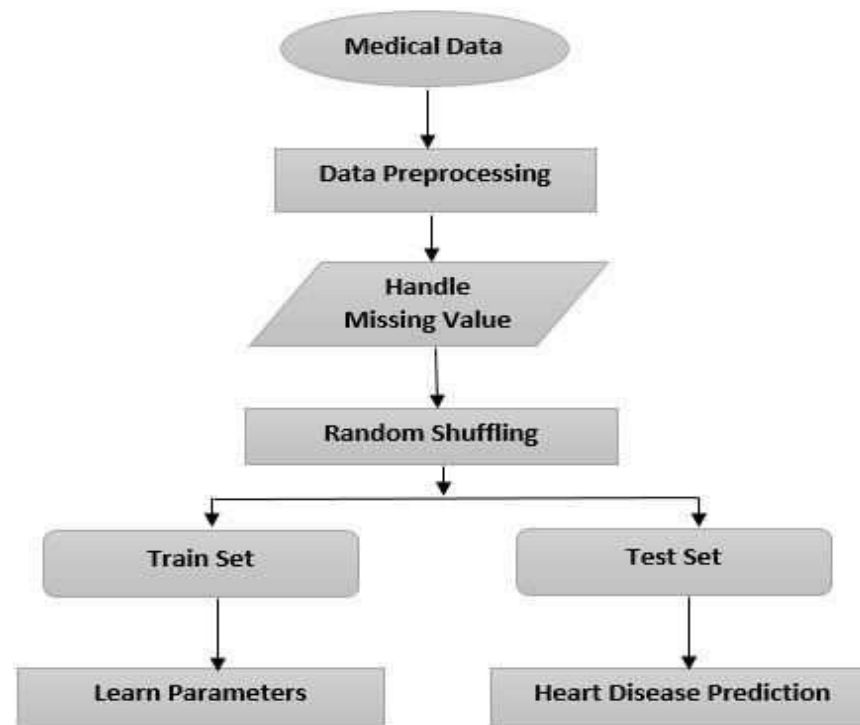 Medical Data
Data Preprocessing
Handle
Missing Value
Random Shuffling
Train Set
Test Set
Learn Parameters
Heart Disease Prediction